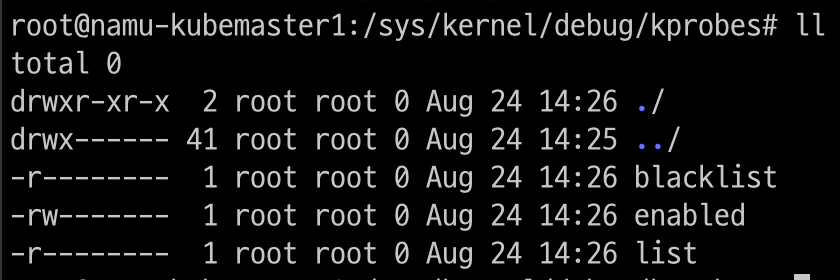 root@namu-kubemaster1:/sys/kernel/debug/kprobes# ll
total 0
drwxr-xr-x  2 root root 0 Aug 24 14:26 ./
drwx------ 41 root root 0 Aug 24 14:25 ../
-r--------  1 root root 0 Aug 24 14:26 blacklist
-rw-------  1 root root 0 Aug 24 14:26 enabled
-r--------  1 root root 0 Aug 24 14:26 list